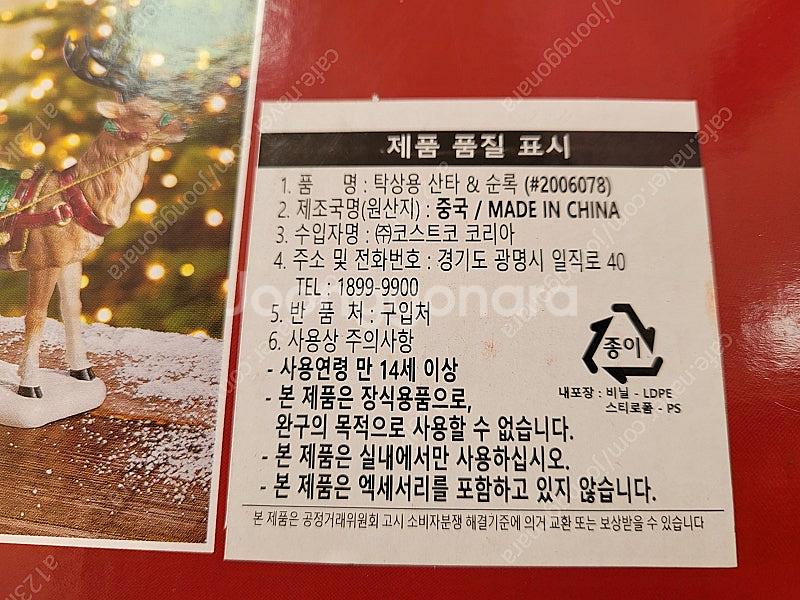 제품 품질 표시
1. 품 명 : 탁상용 산타 & 순록 (#2006078)
2. 제조국명(원산지) : 중국 / MADE IN CHINA
3. 수입자명 : ㈜코스트코 코리아
4. 주소 및 전화번호 : 경기도 광명시 일직로 40
TEL : 1899-9900
5. 반 품 처 : 구입처
6. 사용상 주의사항
- 사용연령 만 14세 이상
- 본 제품은 장식용품으로,
완구의 목적으로 사용할 수 없습니다.
- 본 제품은 실내에서만 사용하십시오.
- 본 제품은 엑세서리를 포함하고 있지 않습니다.
종이
내포장 : 비닐 - LDPE
스티로폼 - PS
본 제품은 공정거래위원회 고시 소비자분쟁 해결기준에 의거 교환 또는 보상받을 수 있습니다
Joonggonara
cafe.naver.com/joonggonara